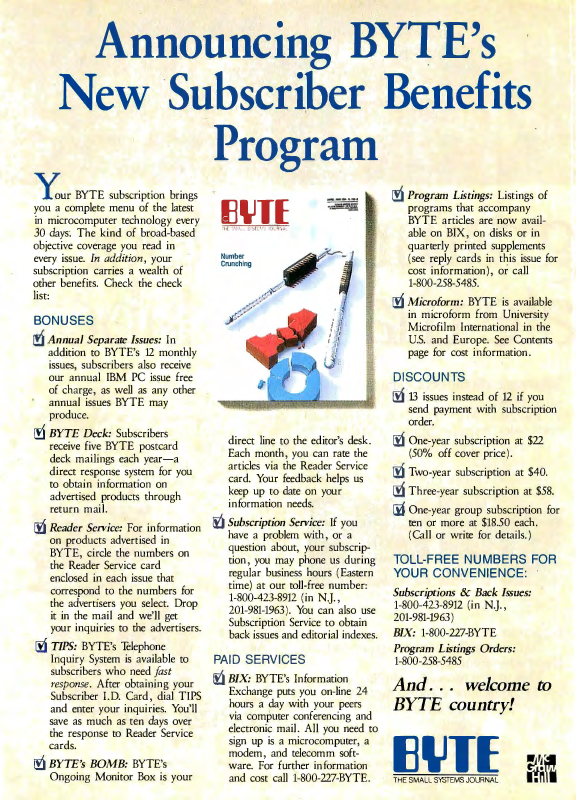 Announcing BYTE's
New Subscriber Benefits
Program
Your BYTE subscription brings
you a complete menu of the latest
in microcomputer technology every
30 days. The kind of broad-based
objective coverage you read in
every issue. In addition, your
subscription carries a wealth of
other benefits. Check the check
list:
BONUSES
Annual Separate Issues: In
addition to BYTE's 12 monthly
issues, subscribers also receive
our annual IBM PC issue free
of charge, as well as any other
annual issues BYTE may
produce.
BYTE Deck: Subscribers
receive five BYTE postcard
deck mailings each year—a
direct response system for you
to obtain information on
advertised products through
return mail.
Reader Service: For information
on products advertised in
BYTE, circle the numbers on
the Reader Service card
enclosed in each issue that
correspond to the numbers for
the advertisers you select. Drop
it in the mail and we'll get
your inquiries to the advertisers.
TIPS: BYTE's Telephone
Inquiry System is available to
subscribers who need fast
response. After obtaining your
Subscriber I.D. Card, dial TIPS
and enter your inquiries. You'll
save as much as ten days over
the response to Reader Service
cards.
BYTE's BOMB: BYTE's
Ongoing Monitor Box is your
BYTE
THE SMALL SYSTEMS JOURNAL
Number
Crunching
direct line to the editor's desk.
Each month, you can rate the
articles via the Reader Service
card. Your feedback helps us
keep up to date on your
information needs.
Subscription Service: If you
have a problem with, or a
question about, your subscrip-
tion, you may phone us during
regular business hours (Eastern
time) at our toll-free number:
1-800-423-8912 (in N.J.,
201-981-1963). You can also use
Subscription Service to obtain
back issues and editorial indexes.
PAID SERVICES
BIX: BYTE's Information
Exchange puts you on-line 24
hours a day with your peers
via computer conferencing and
electronic mail. All you need to
sign up is a microcomputer, a
modem, and telecomm soft-
ware. For further information
and cost call 1-800-227-BYTE.
Program Listings: Listings of
programs that accompany
BYTE articles are now avail-
able on BIX, on disks or in
quarterly printed supplements
(see reply cards in this issue for
cost information), or call
1-800-258-5485.
Microform: BYTE is available
in microform from University
Microfilm International in the
U.S. and Europe. See Contents
page for cost information.
DISCOUNTS
13 issues instead of 12 if you
send payment with subscription
order.
One-year subscription at $22
(50% off cover price).
Two-year subscription at $40.
Three-year subscription at $58.
One-year group subscription for
ten or more at $18.50 each.
(Call or write for details.)
TOLL-FREE NUMBERS FOR
YOUR CONVENIENCE:
Subscriptions & Back Issues:
1-800-423-8912 (in N.J.,
201-981-1963)
BIX: 1-800-227-BYTE
Program Listings Orders:
1-800-258-5485
And... welcome to
BYTE country!
BYTE
THE SMALL SYSTEMS JOURNAL
Mc
Graw
Hill